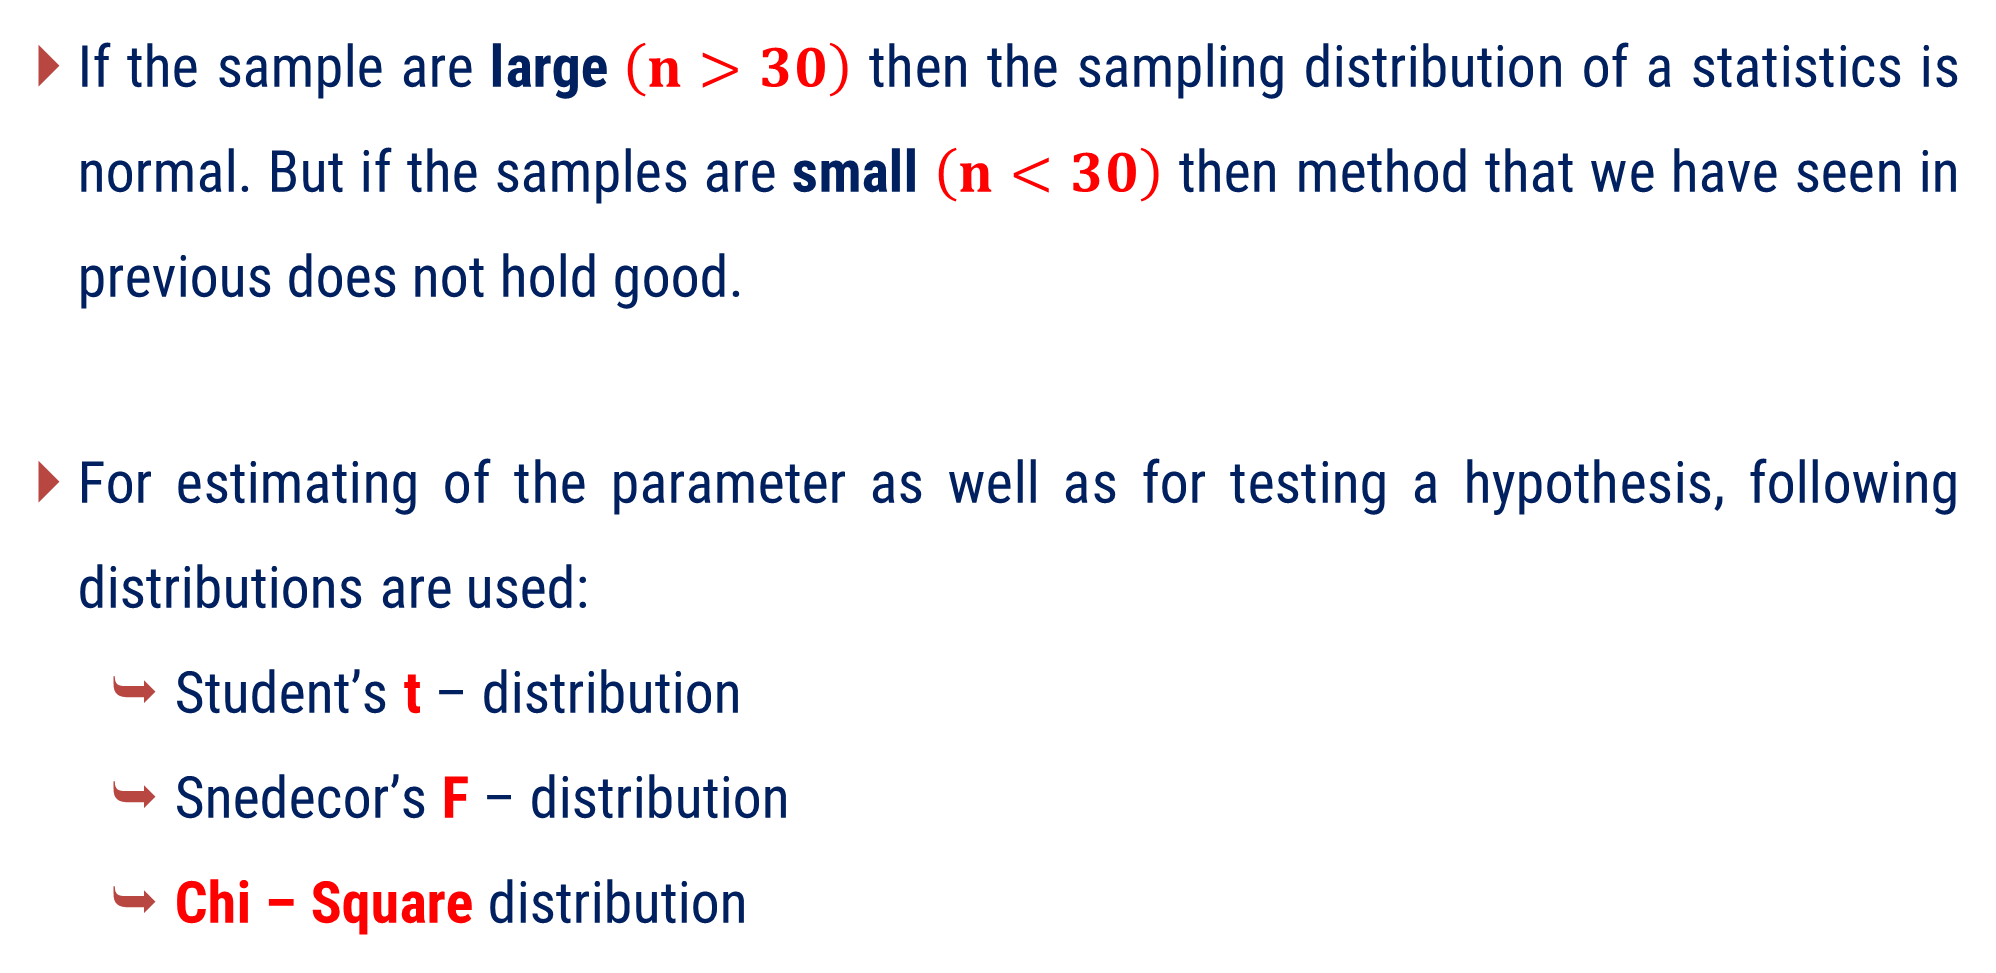 If the sample are large (n > 30) then the sampling distribution of a statistics is
normal. But if the samples are small (n < 30) then method that we have seen in
previous does not hold good.
For estimating of the parameter as well as for testing a hypothesis, following
distributions are used:
Student’s t – distribution
Snedecor’s F – distribution
Chi – Square distribution